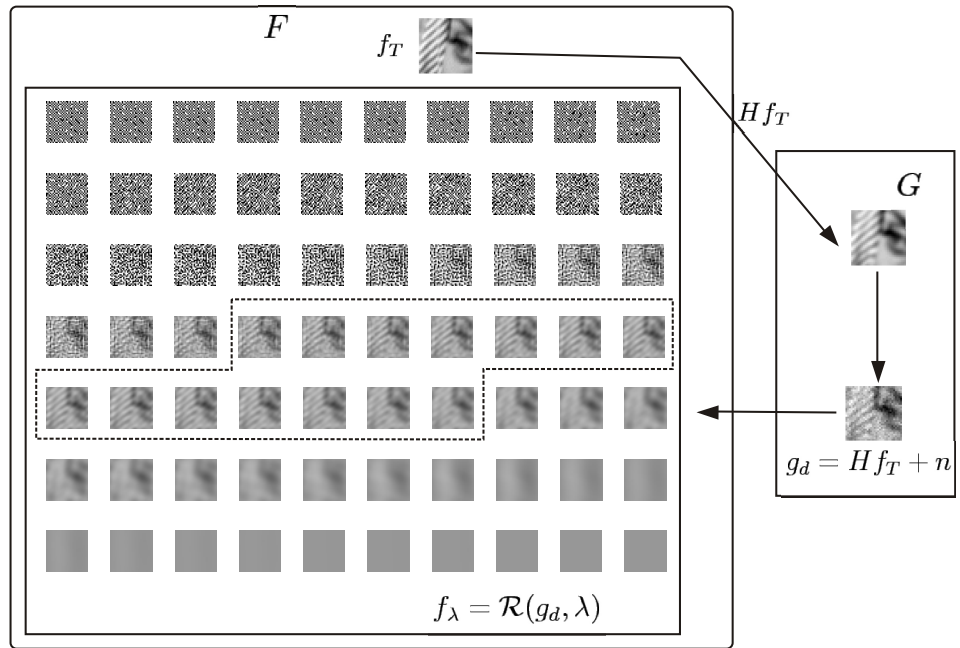 F
f_T
Hf_T
G
g_d = Hf_T + n
f_λ = ℛ(g_d, λ)